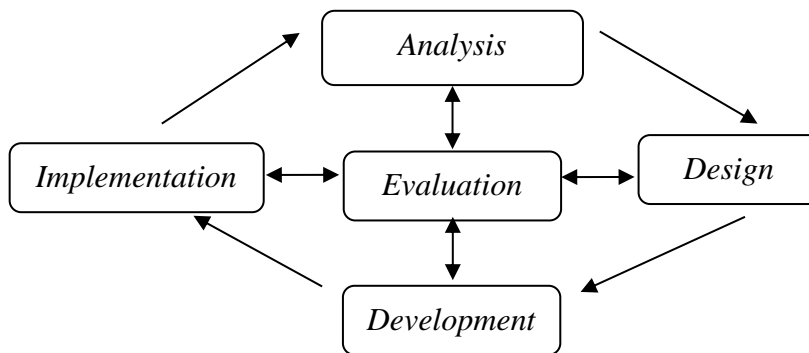 Analysis
Implementation
Evaluation
Design
Development